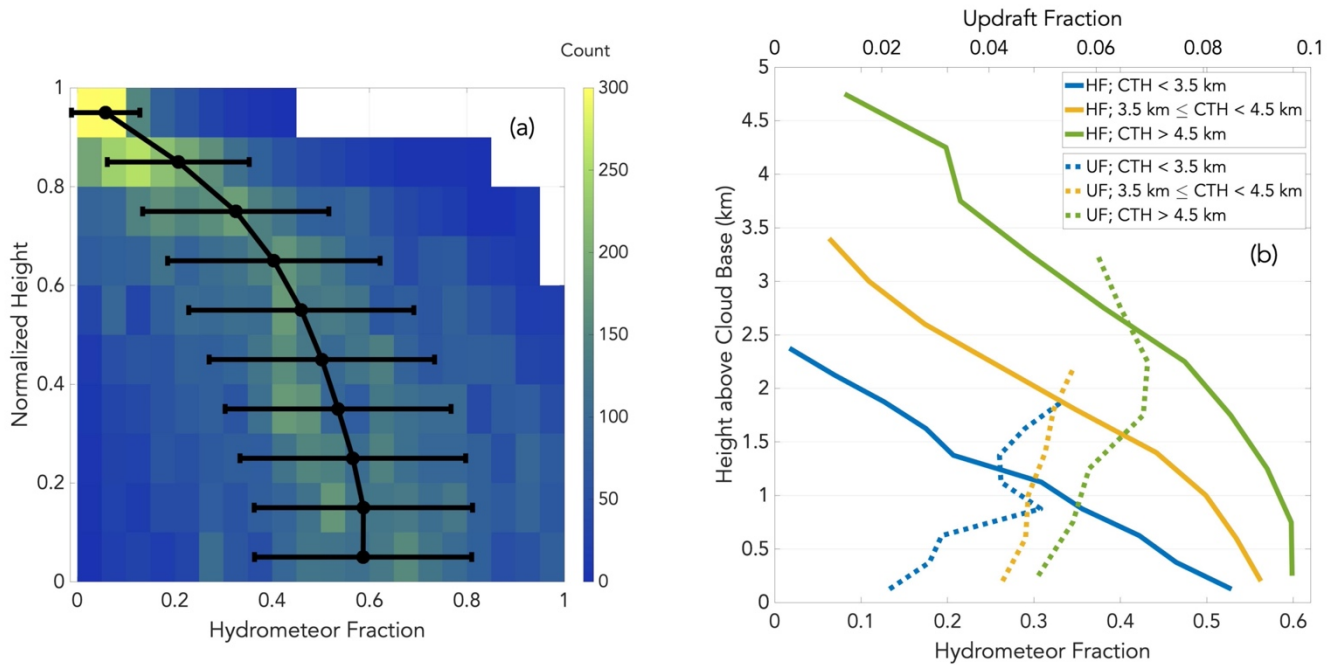 Count
300
250
200
150
100
50
0
(a)
1
0.8
0.6
0.4
0.2
0
Normalized Height
0 0.2 0.4 0.6 0.8 1
Hydrometeor Fraction
Updraft Fraction
0 0.02 0.04 0.06 0.08 0.1
5
4.5
4
3.5
3
2.5
2
1.5
1
0.5
0
Height above Cloud Base (km)
HF; CTH < 3.5 km
HF; 3.5 km ≤ CTH < 4.5 km
HF; CTH > 4.5 km
UF; CTH < 3.5 km
UF; 3.5 km ≤ CTH < 4.5 km
UF; CTH > 4.5 km
(b)
0 0.1 0.2 0.3 0.4 0.5 0.6
Hydrometeor Fraction